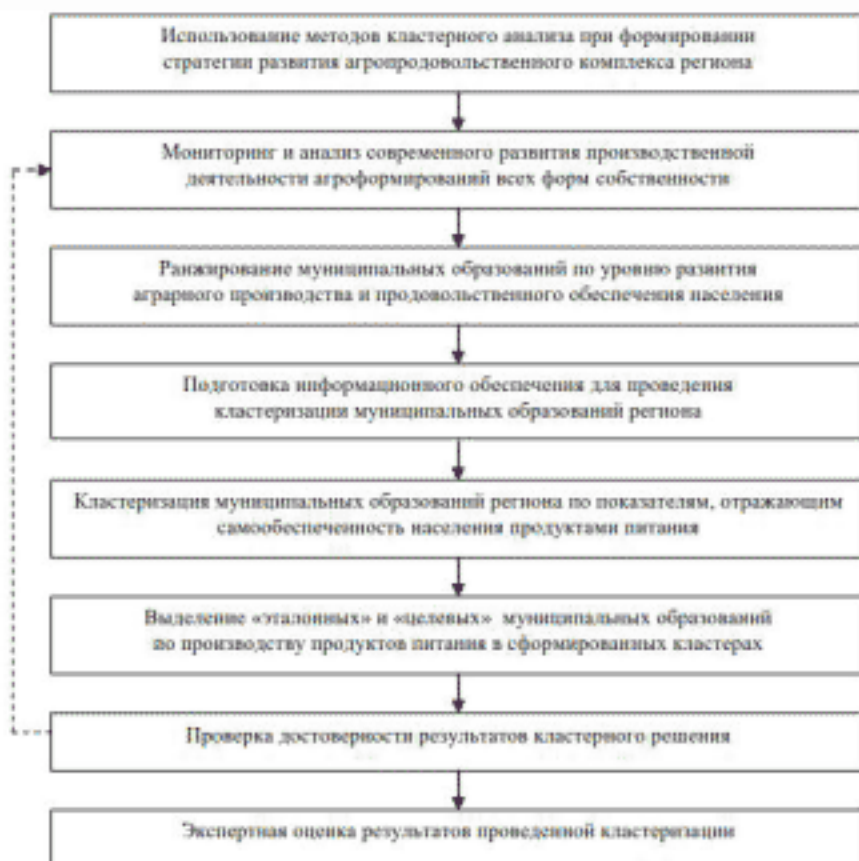 Использование методов кластерного анализа при формировании
стратегии развития агропродовольственного комплекса региона
Мониторинг и анализ современного развития производственной
деятельности агроформирований всех форм собственности
Ранжирование муниципальных образований по уровню развития
аграрного производства и продовольственного обеспечения населения
Подготовка информационного обеспечения для проведения
кластеризации муниципальных образований региона
Кластеризация муниципальных образований региона по показателям, отражающим
самообеспеченность населения продуктами питания
Выделение «эталонных» и «целевых» муниципальных образований
по производству продуктов питания в сформированных кластерах
Проверка достоверности результатов кластерного решения
Экспертная оценка результатов проведенной кластеризации